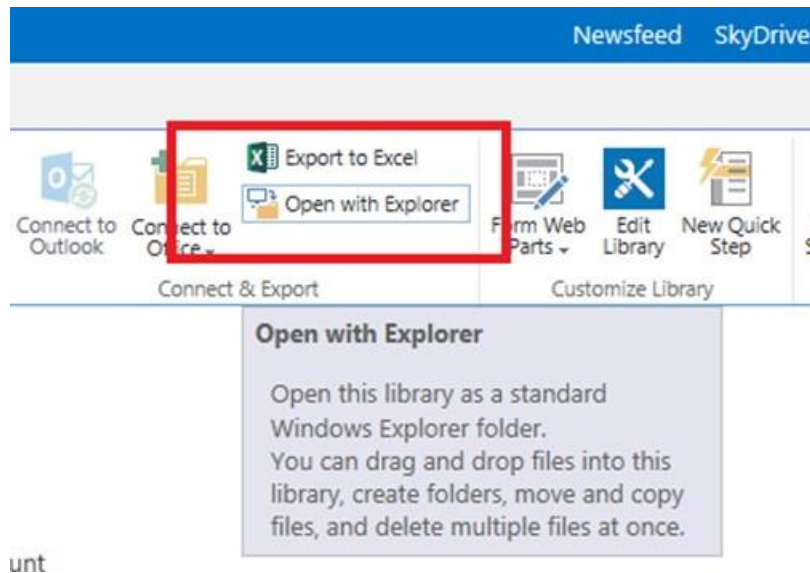 Newsfeed SkyDrive
Export to Excel
Open with Explorer
Connect to
Outlook
Connect to
Office
Form Web
Parts
Edit
Library
New Quick
Step
S
Connect & Export
Customize Library
Open with Explorer
Open this library as a standard
Windows Explorer folder.
You can drag and drop files into this
library, create folders, move and copy
files, and delete multiple files at once.
unt